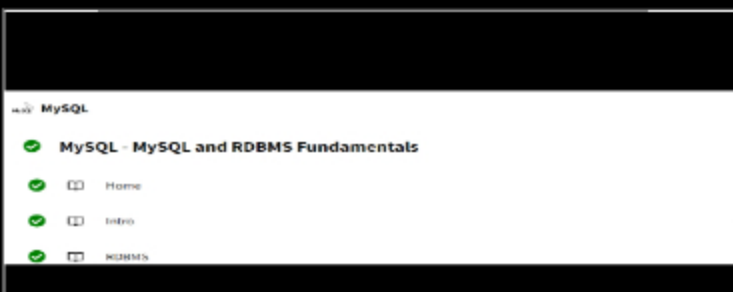 MySQL
MySQL - MySQL and RDBMS Fundamentals
Home
Intro
RDBMS